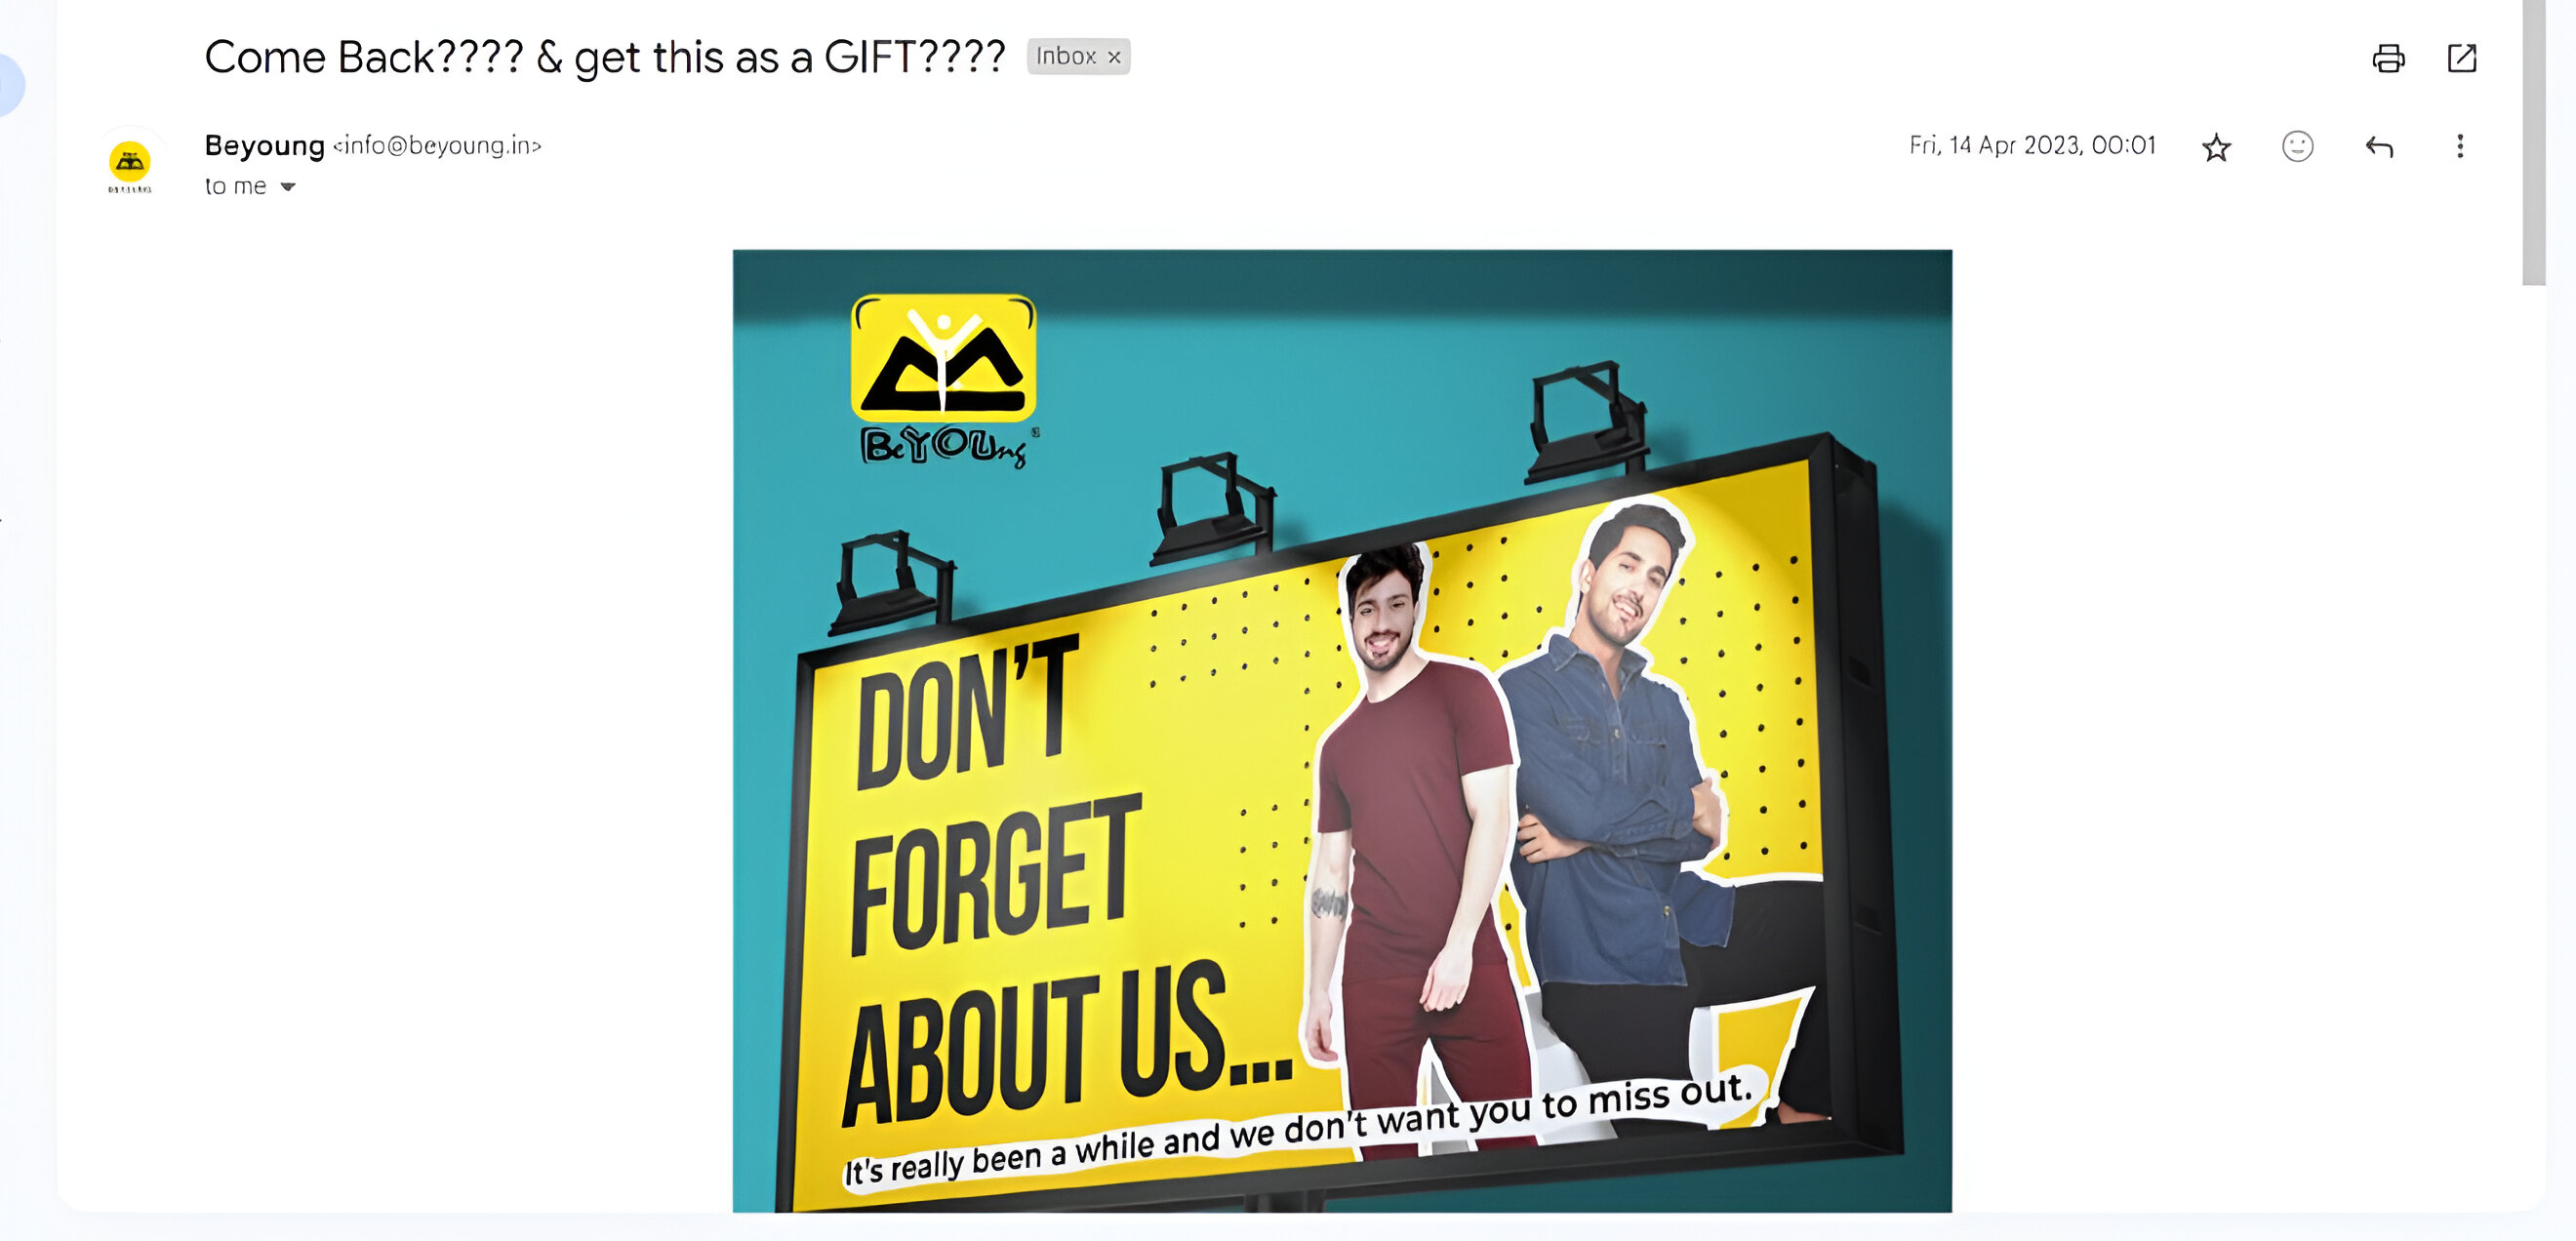 Come Back???? & get this as a GIFT???? Inbox x
Beyoung <info@beyoung.in>
Fri, 14 Apr 2023, 00:01
to me
BeYOUng
DON'T
FORGET
ABOUT US...
It's really been a while and we don't want you to miss out.